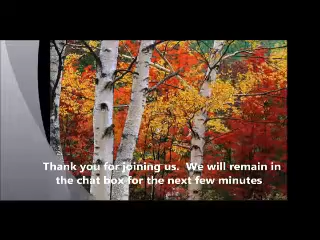 Thank you for joining us.  We will remain in
the chat box for the next few minutes